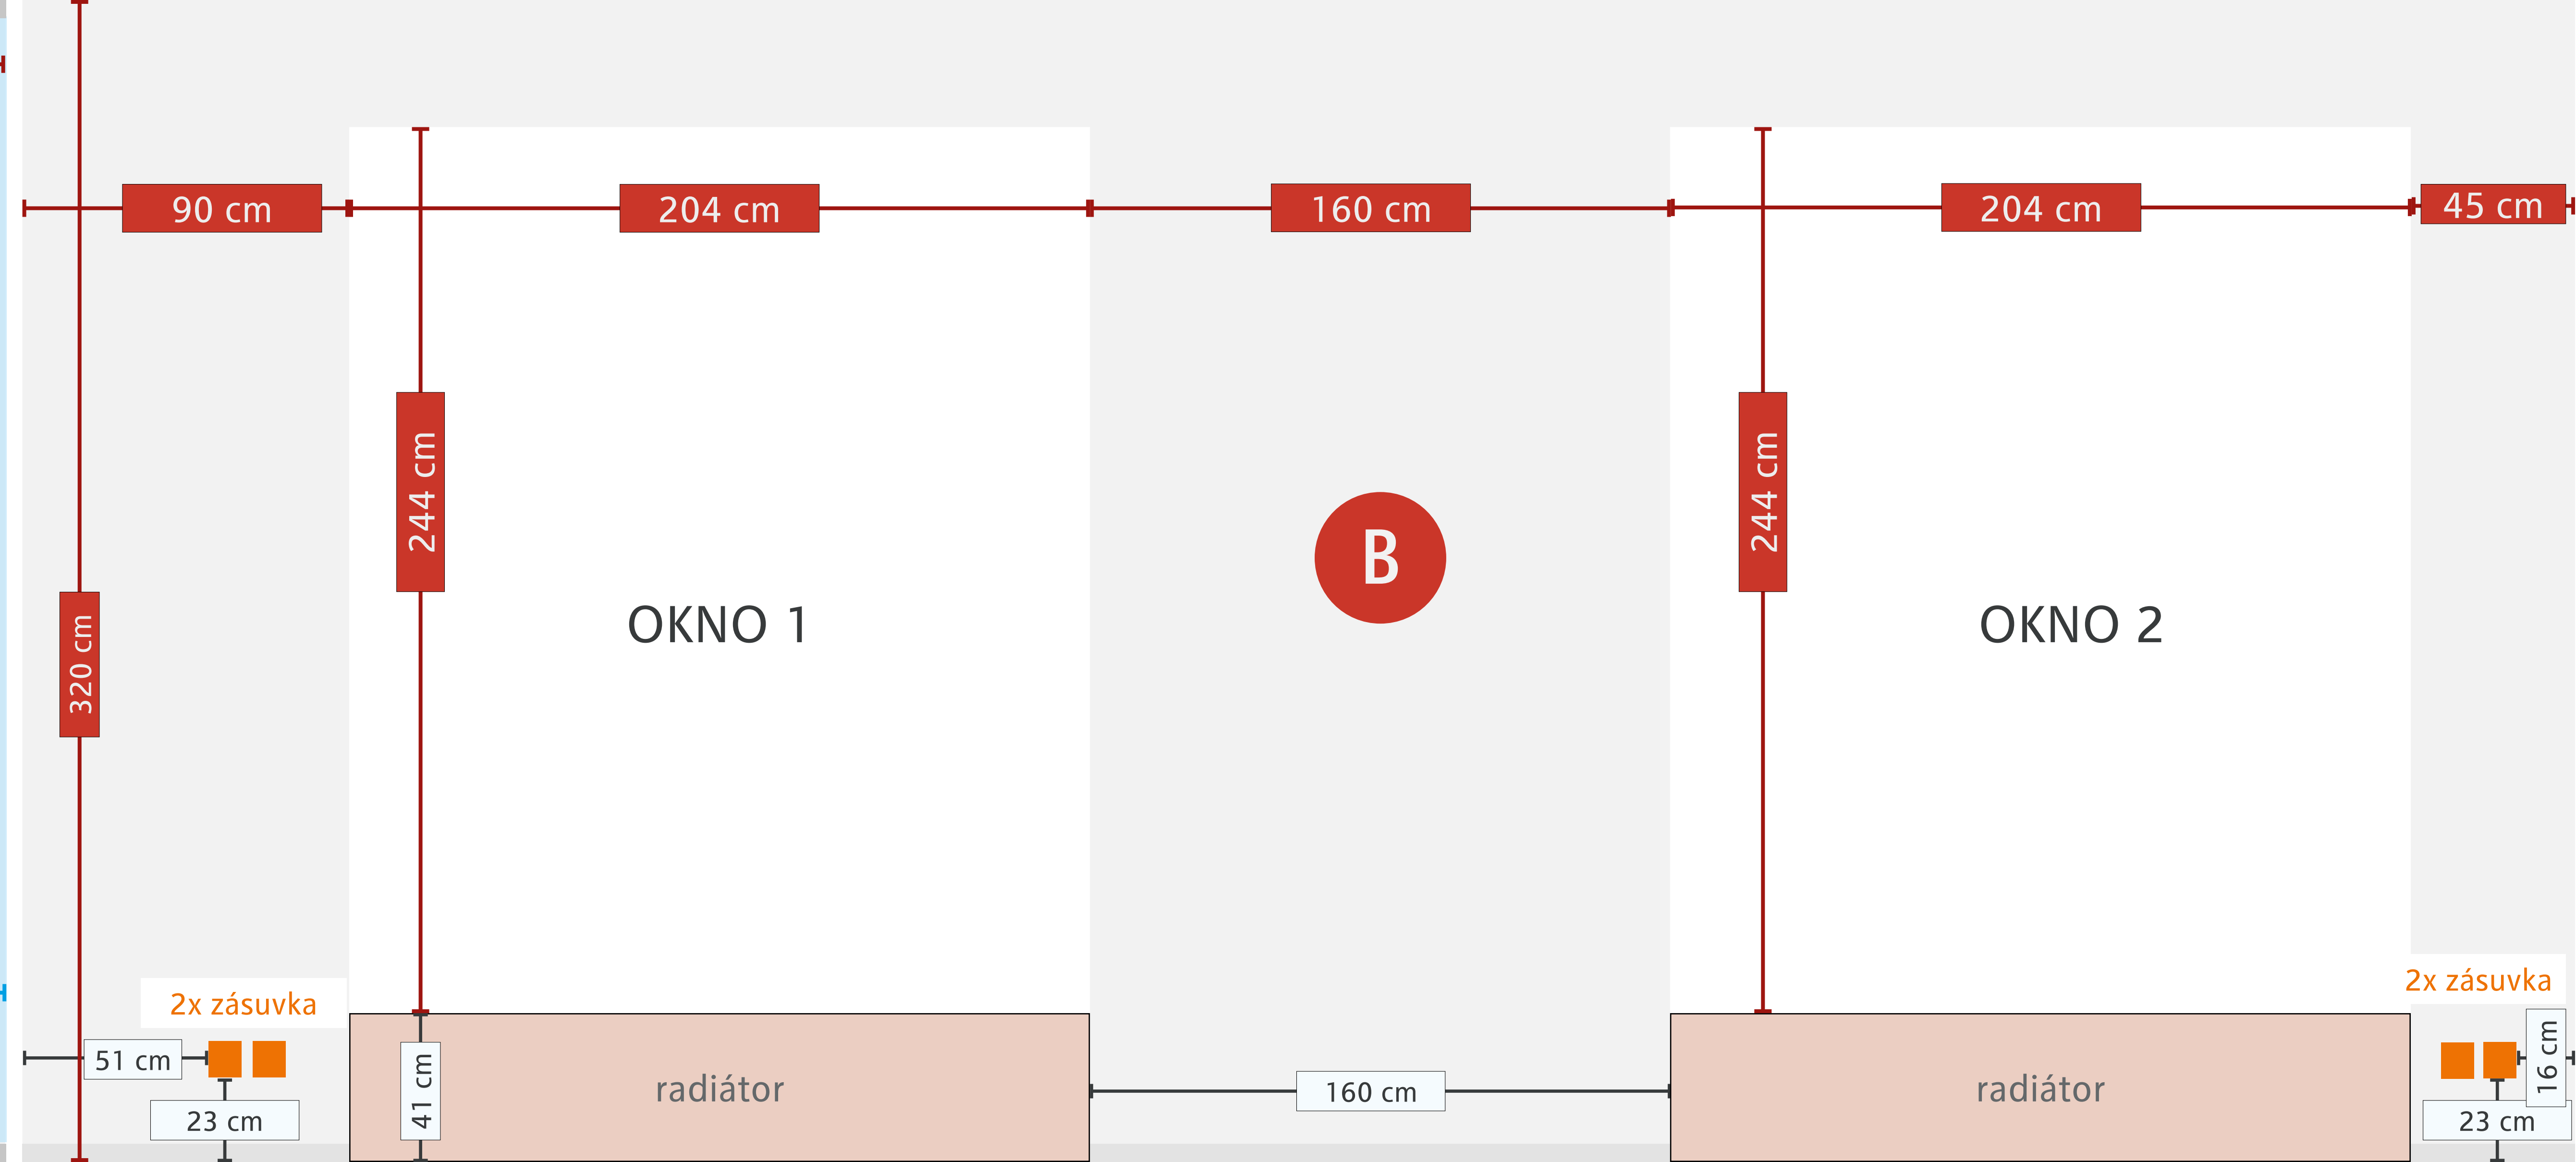 90 cm
204 cm
160 cm
204 cm
45 cm
244 cm
244 cm
B
320 cm
OKNO 1
OKNO 2
2x zásuvka
2x zásuvka
51 cm
41 cm
radiátor
160 cm
radiátor
16 cm
23 cm
23 cm